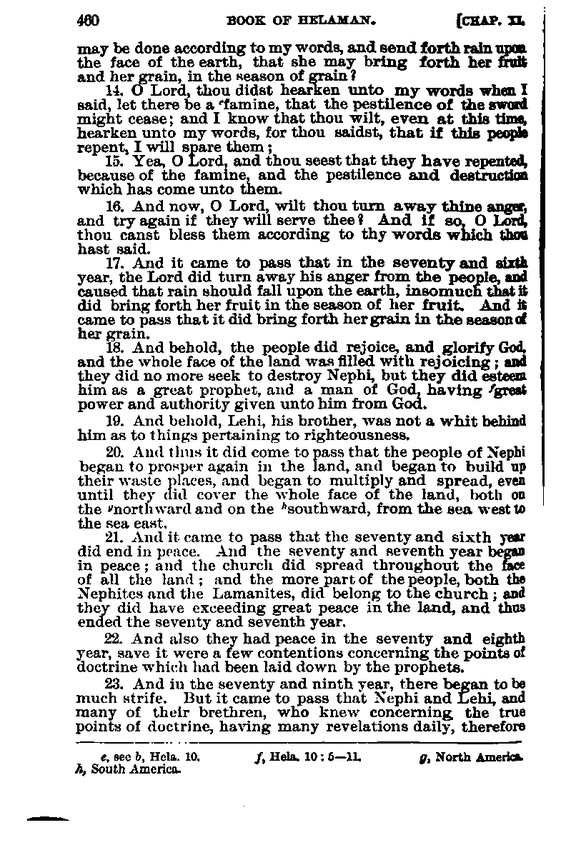 460 BOOK OF HELAMAN. [CHAP. XI.
may be done according to my words, and send forth rain upon
the face of the earth, that she may bring forth her fruit
and her grain, in the season of grain?
14. O Lord, thou didst hearken unto my words when I
said, let there be a ᵉfamine, that the pestilence of the sword
might cease; and I know that thou wilt, even at this time,
hearken unto my words, for thou saidst, that if this people
repent, I will spare them;
15. Yea, O Lord, and thou seest that they have repented,
because of the famine, and the pestilence and destruction
which has come unto them.
16. And now, O Lord, wilt thou turn away thine anger,
and try again if they will serve thee? And if so, O Lord,
thou canst bless them according to thy words which thou
hast said.
17. And it came to pass that in the seventy and sixth
year, the Lord did turn away his anger from the people, and
caused that rain should fall upon the earth, insomuch that it
did bring forth her fruit in the season of her fruit. And it
came to pass that it did bring forth her grain in the season of
her grain.
18. And behold, the people did rejoice, and glorify God,
and the whole face of the land was filled with rejoicing; and
they did no more seek to destroy Nephi, but they did esteem
him as a great prophet, and a man of God, having ᶠgreat
power and authority given unto him from God.
19. And behold, Lehi, his brother, was not a whit behind
him as to things pertaining to righteousness.
20. And thus it did come to pass that the people of Nephi
began to prosper again in the land, and began to build up
their waste places, and began to multiply and spread, even
until they did cover the whole face of the land, both on
the ᵍnorthward and on the ʰsouthward, from the sea west to
the sea east.
21. And it came to pass that the seventy and sixth year
did end in peace. And the seventy and seventh year began
in peace; and the church did spread throughout the face
of all the land; and the more part of the people, both the
Nephites and the Lamanites, did belong to the church; and
they did have exceeding great peace in the land, and thus
ended the seventy and seventh year.
22. And also they had peace in the seventy and eighth
year, save it were a few contentions concerning the points of
doctrine which had been laid down by the prophets.
23. And in the seventy and ninth year, there began to be
much strife. But it came to pass that Nephi and Lehi, and
many of their brethren, who knew concerning the true
points of doctrine, having many revelations daily, therefore
e, see b, Hela. 10. f, Hela. 10:5—11. g, North America.
h, South America.